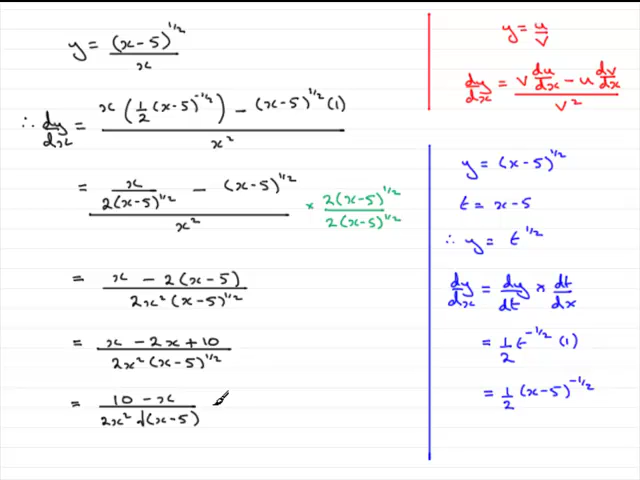 y = (x-5)^{1/2} / x
∴ dy/dx = (x (1/2 (x-5)^{-1/2}) - (x-5)^{1/2} (1)) / x^2
= (x / 2(x-5)^{1/2} - (x-5)^{1/2}) / x^2 × 2(x-5)^{1/2} / 2(x-5)^{1/2}
= (x - 2(x-5)) / 2x^2 (x-5)^{1/2}
= (x - 2x + 10) / 2x^2 (x-5)^{1/2}
= (10 - x) / 2x^2 √(x-5)
y = u/v
dy/dx = (v du/dx - u dv/dx) / v^2
y = (x-5)^{1/2}
t = x-5
∴ y = t^{1/2}
dy/dx = dy/dt × dt/dx
= 1/2 t^{-1/2} (1)
= 1/2 (x-5)^{-1/2}